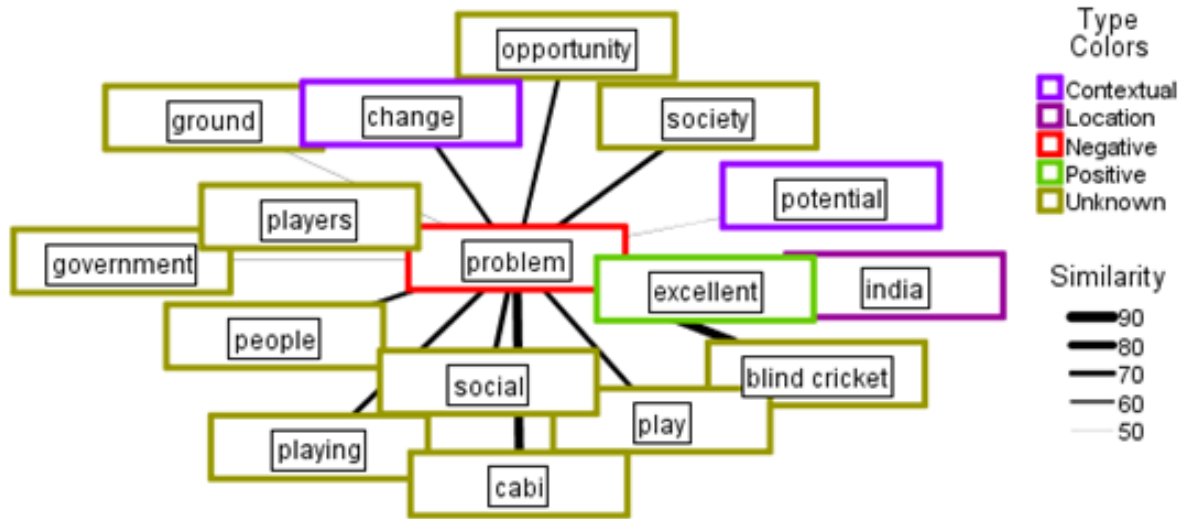 opportunity
ground
change
society
potential
players
government
problem
excellent
india
people
social
blind cricket
playing
play
cabi
Type
Colors
Contextual
Location
Negative
Positive
Unknown
Similarity
90
80
70
60
50